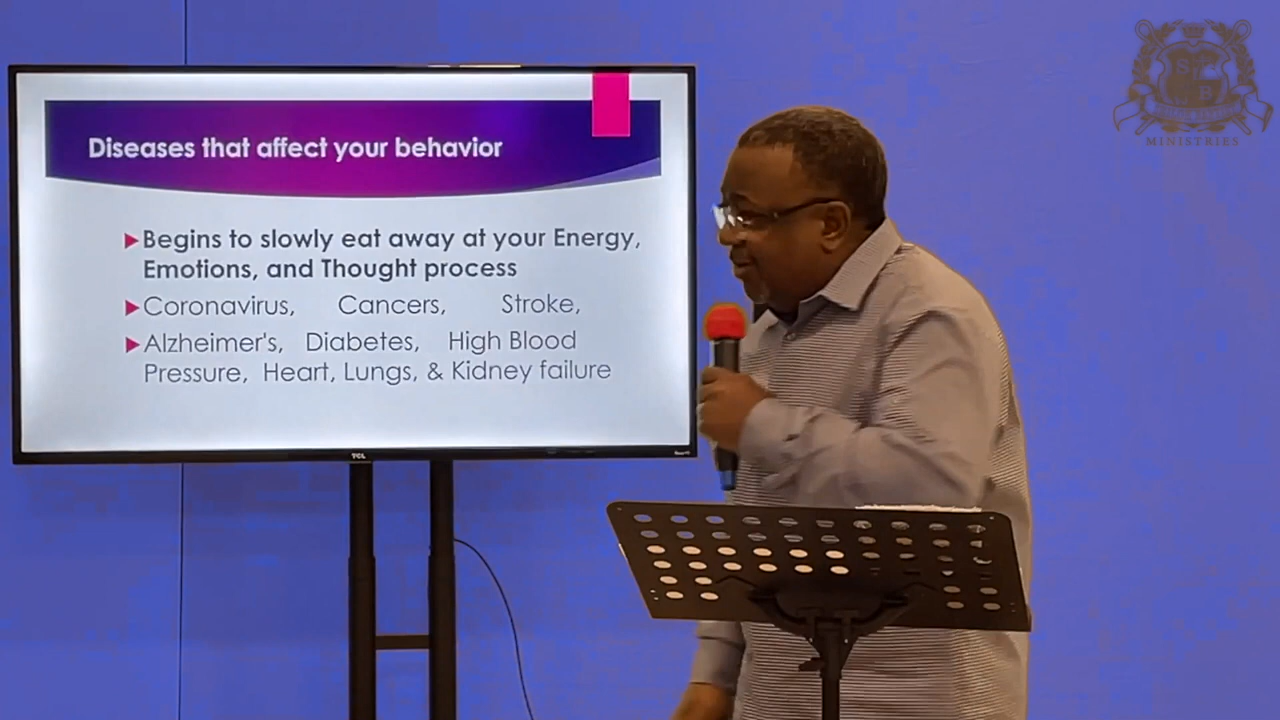 Diseases that affect your behavior
Begins to slowly eat away at your Energy,
Emotions, and Thought process
Coronavirus, Cancers, Stroke,
Alzheimer's, Diabetes, High Blood
Pressure, Heart, Lungs, & Kidney failure
TCL
MINISTRIES